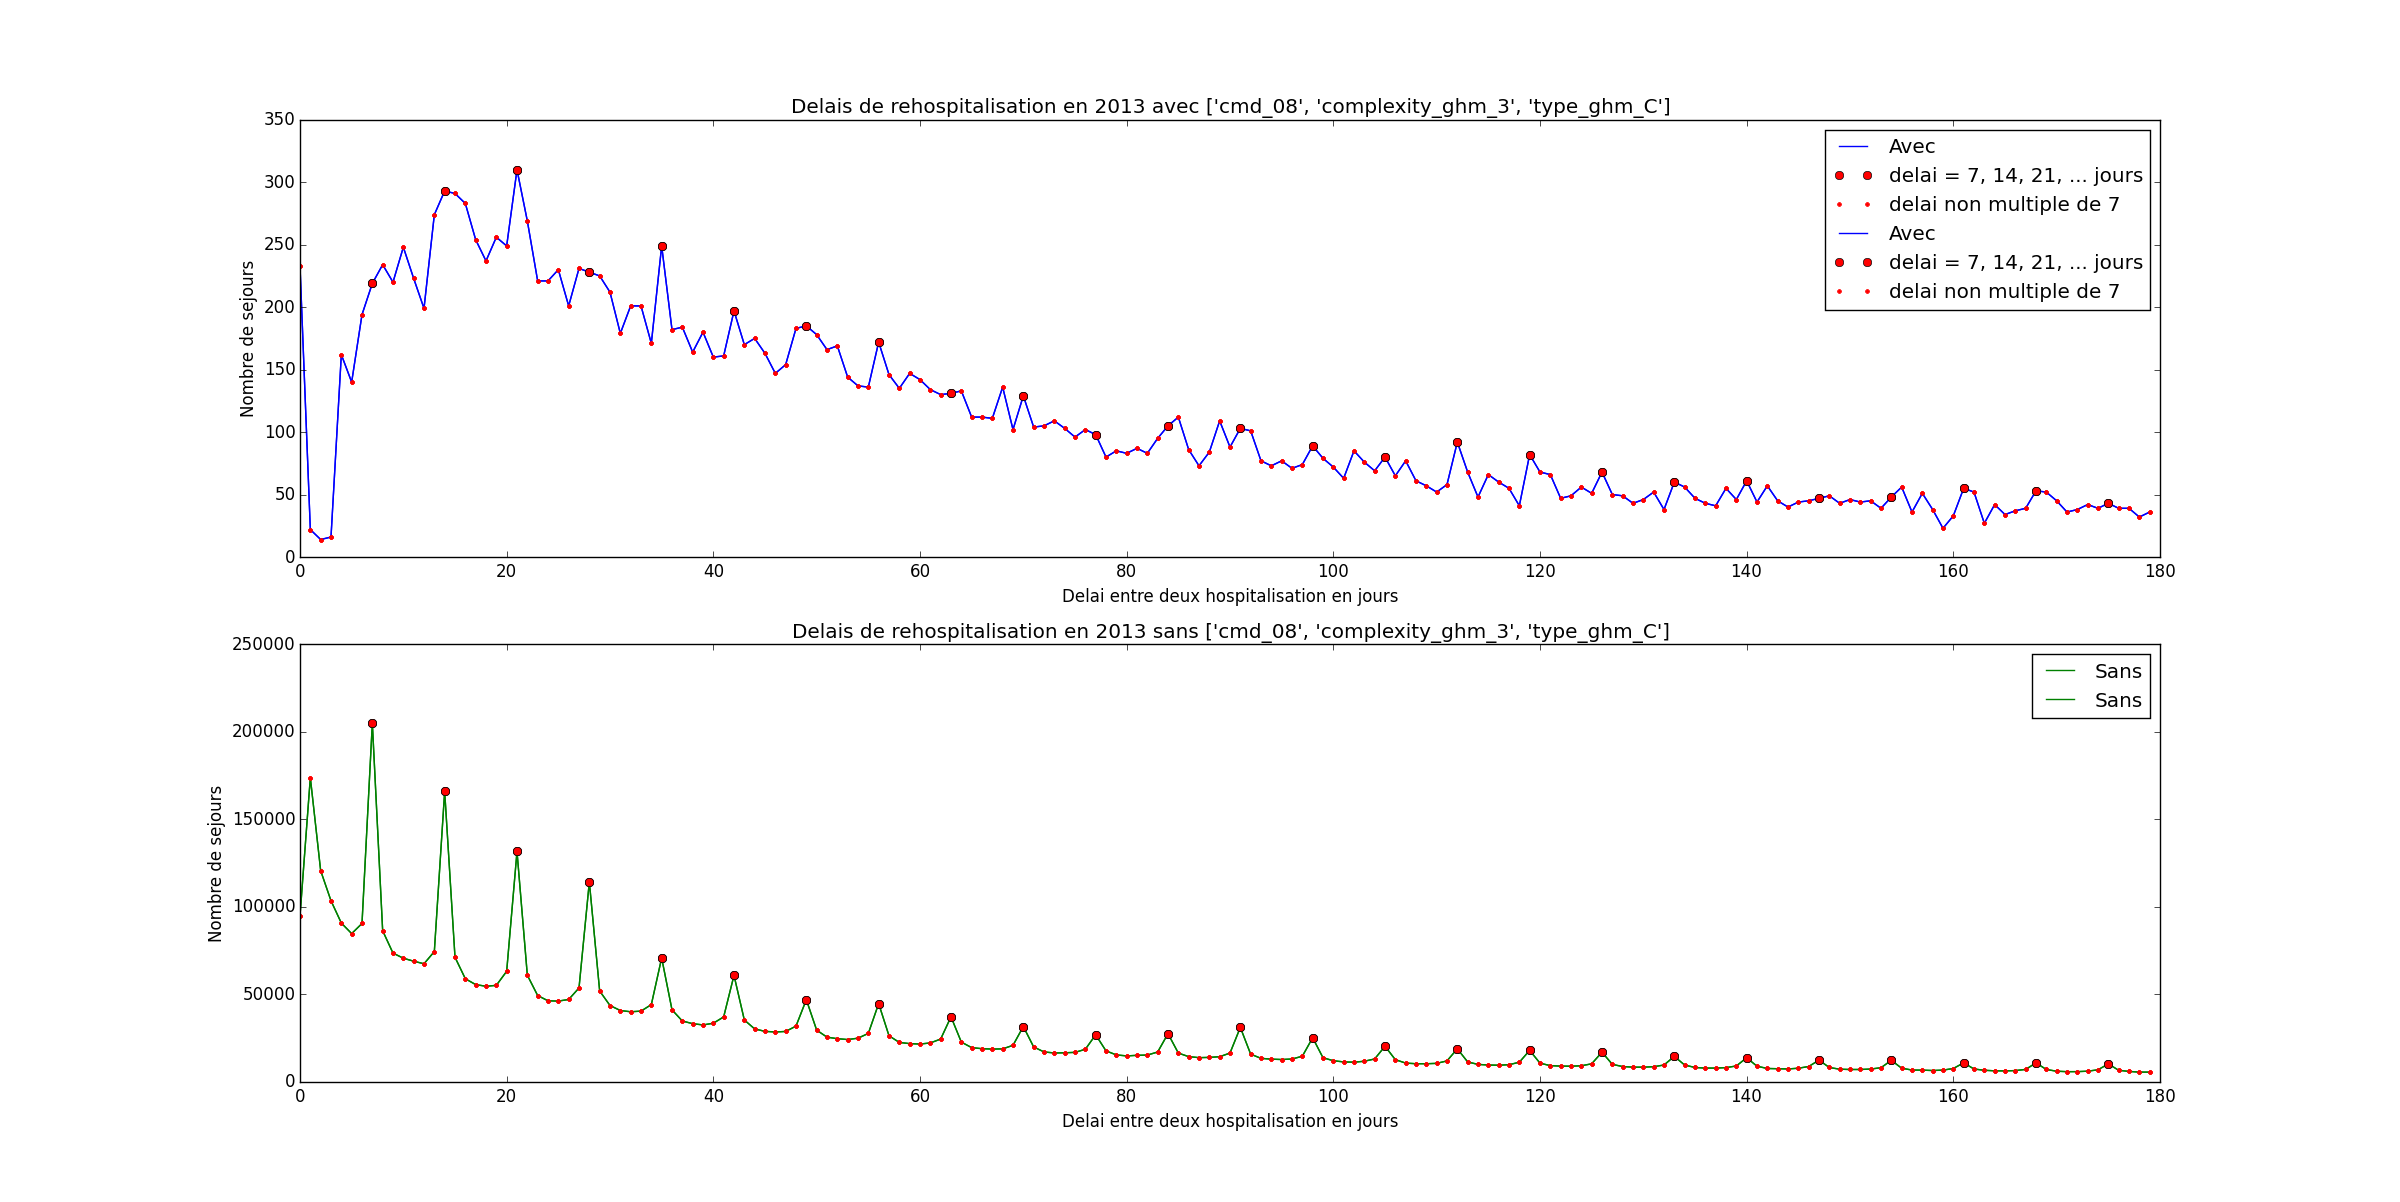 Delais de rehospitalisation en 2013 avec ['cmd_08', 'complexity_ghm_3', 'type_ghm_C']
350
300
250
200
150
100
50
0
Nombre de sejours
Avec
delai = 7, 14, 21, ... jours
delai non multiple de 7
Avec
delai = 7, 14, 21, ... jours
delai non multiple de 7
0 20 40 60 80 100 120 140 160 180
Delai entre deux hospitalisation en jours
Delais de rehospitalisation en 2013 sans ['cmd_08', 'complexity_ghm_3', 'type_ghm_C']
250000
200000
150000
100000
50000
0
Nombre de sejours
Sans
Sans
0 20 40 60 80 100 120 140 160 180
Delai entre deux hospitalisation en jours